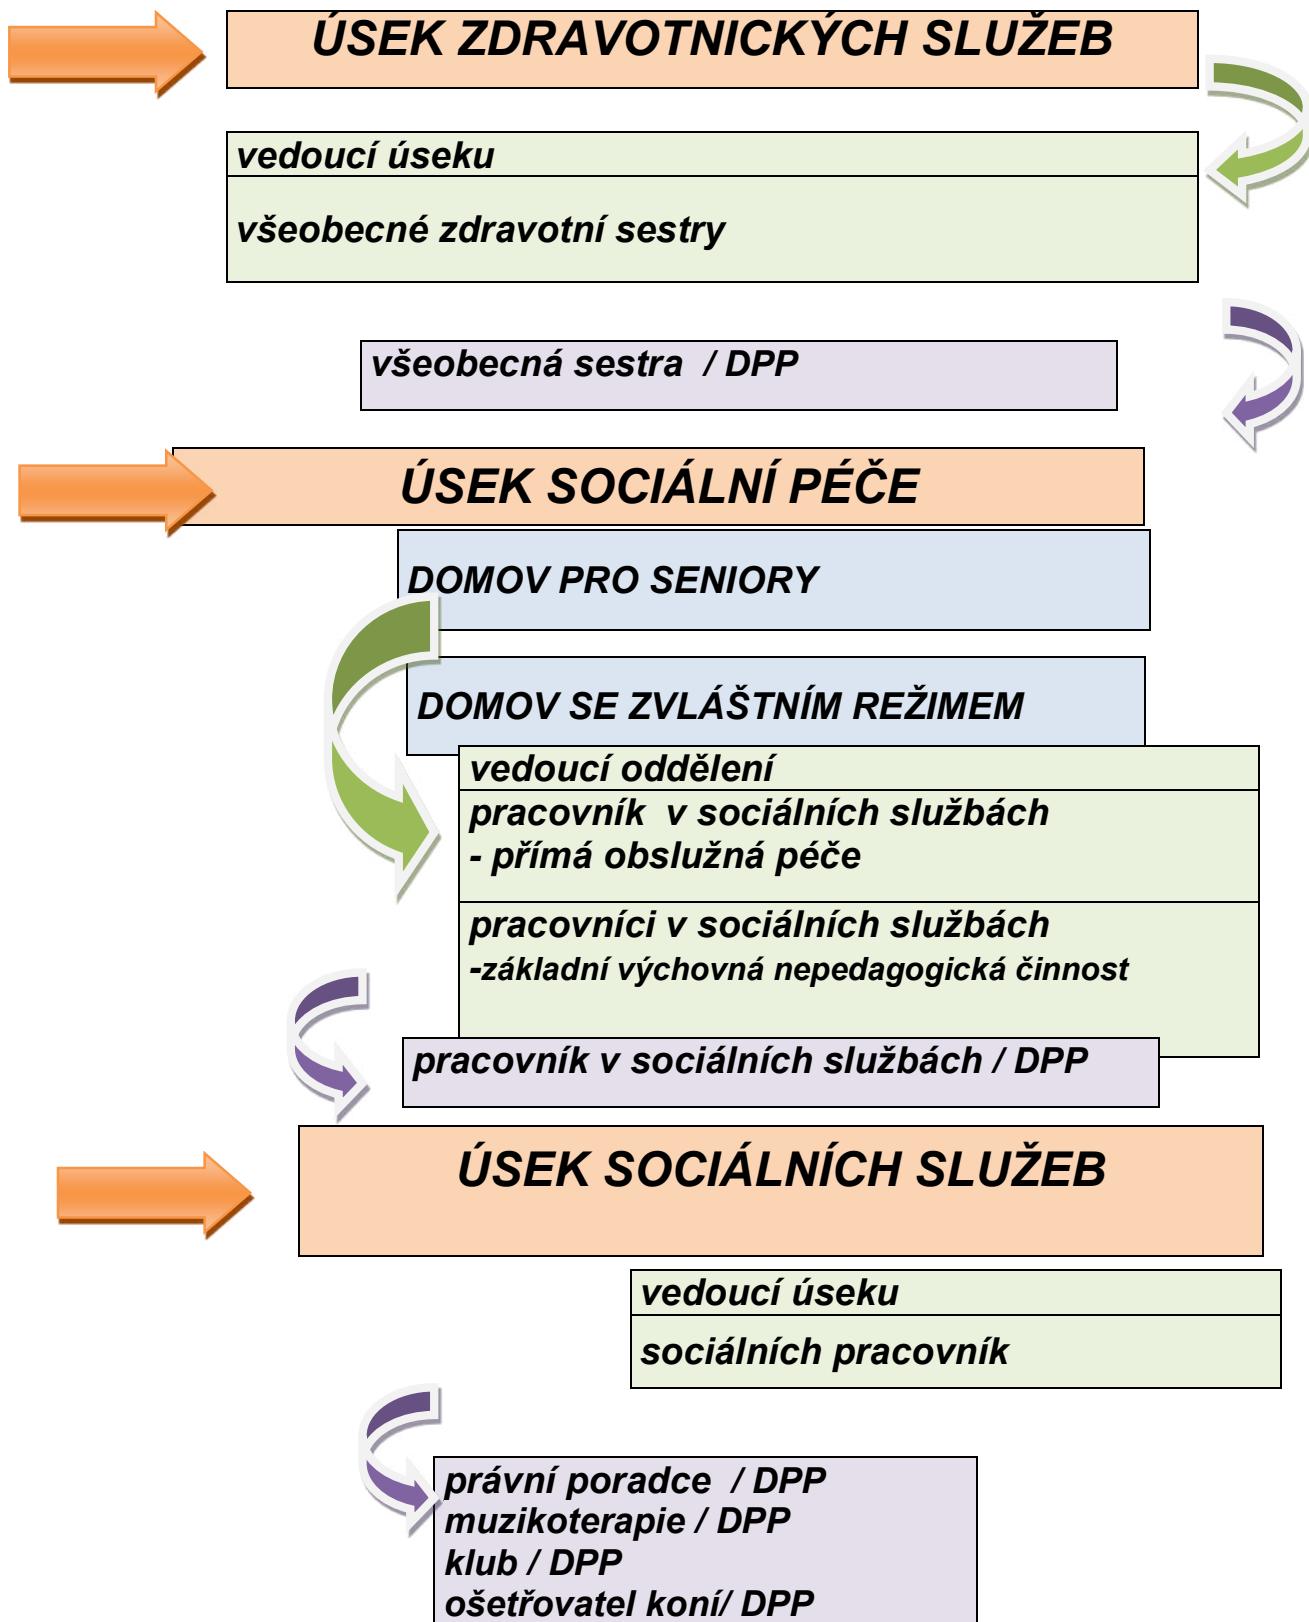 ÚSEK ZDRAVOTNICKÝCH SLUŽEB
vedoucí úseku
všeobecné zdravotní sestry
všeobecná sestra / DPP
ÚSEK SOCIÁLNÍ PÉČE
DOMOV PRO SENIORY
DOMOV SE ZVLÁŠTNÍM REŽIMEM
vedoucí oddělení
pracovník v sociálních službách
- přímá obslužná péče
pracovníci v sociálních službách
-základní výchovná nepedagogická činnost
pracovník v sociálních službách / DPP
ÚSEK SOCIÁLNÍCH SLUŽEB
vedoucí úseku
sociálních pracovník
právní poradce / DPP
muzikoterapie / DPP
klub / DPP
ošetřovatel koní/ DPP